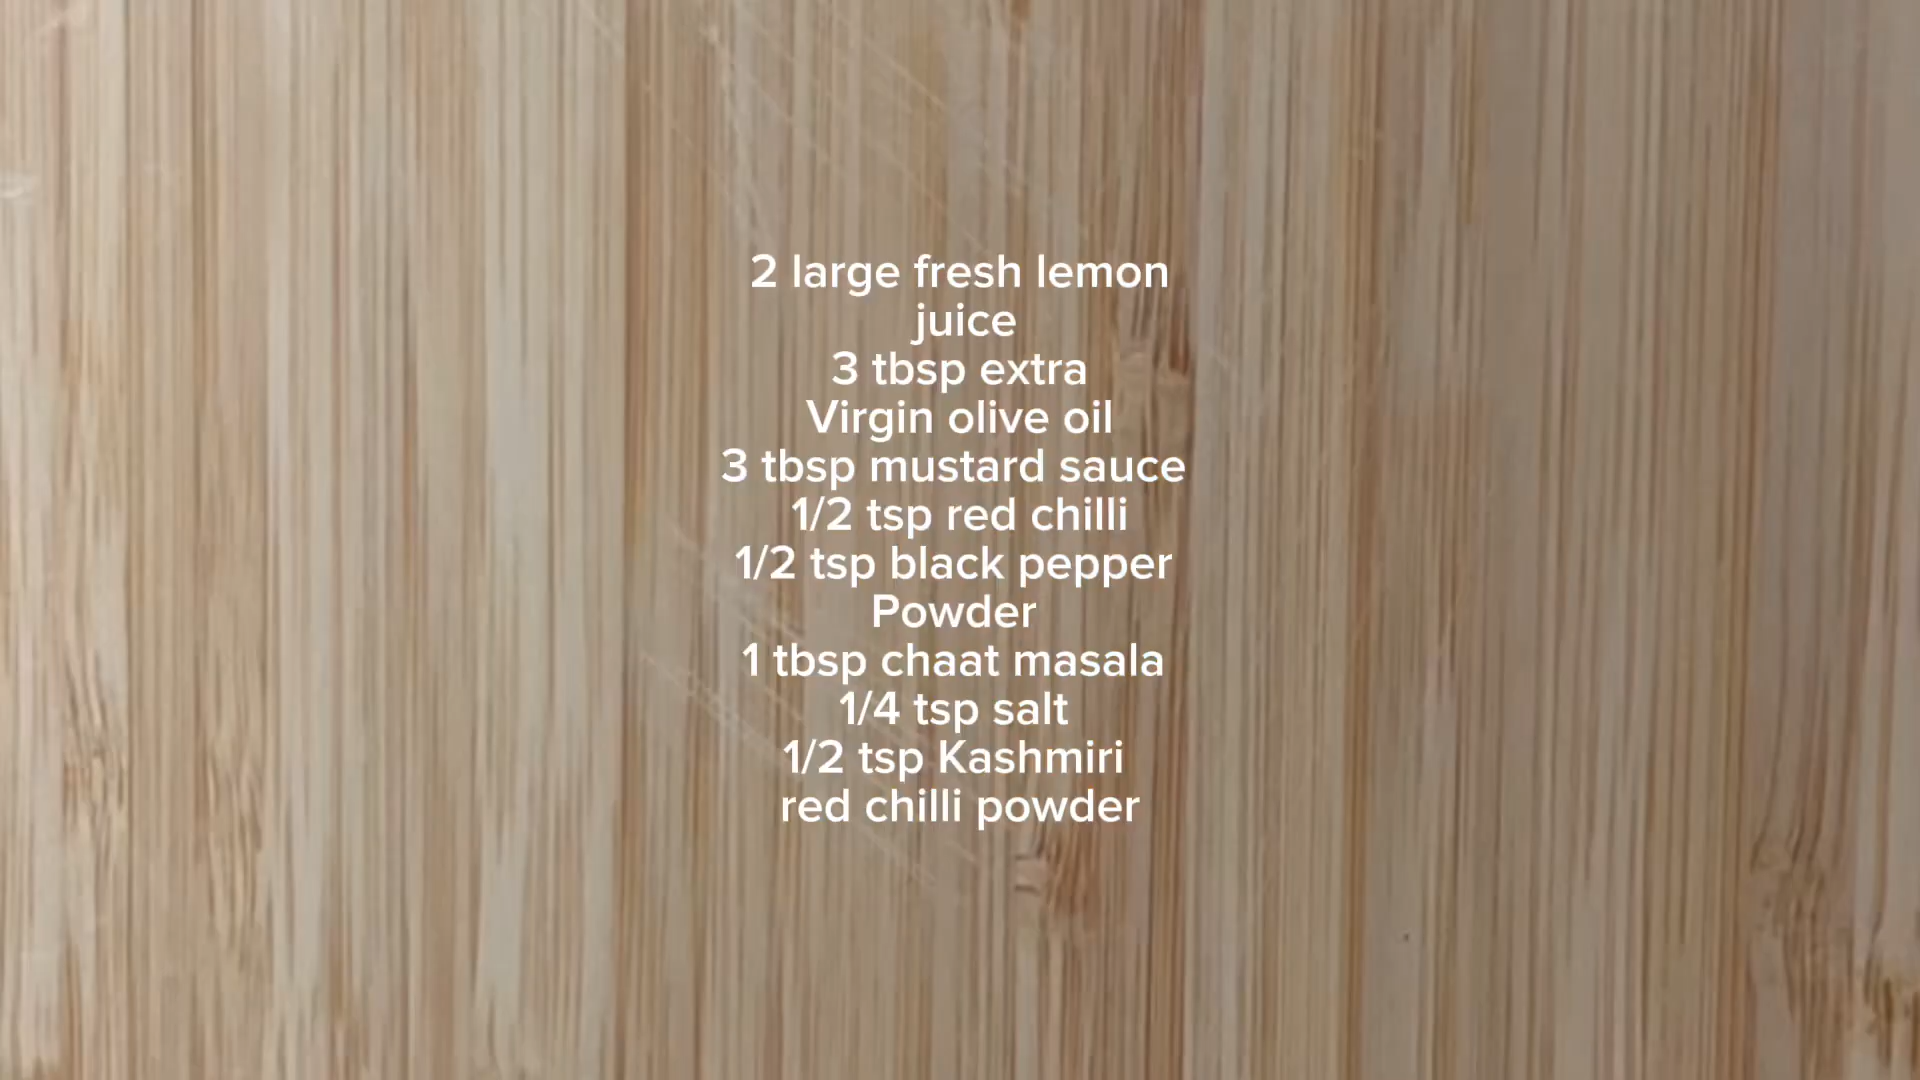 2 large fresh lemon
juice
3 tbsp extra
Virgin olive oil
3 tbsp mustard sauce
1/2 tsp red chilli
1/2 tsp black pepper
Powder
1 tbsp chaat masala
1/4 tsp salt
1/2 tsp Kashmiri
red chilli powder